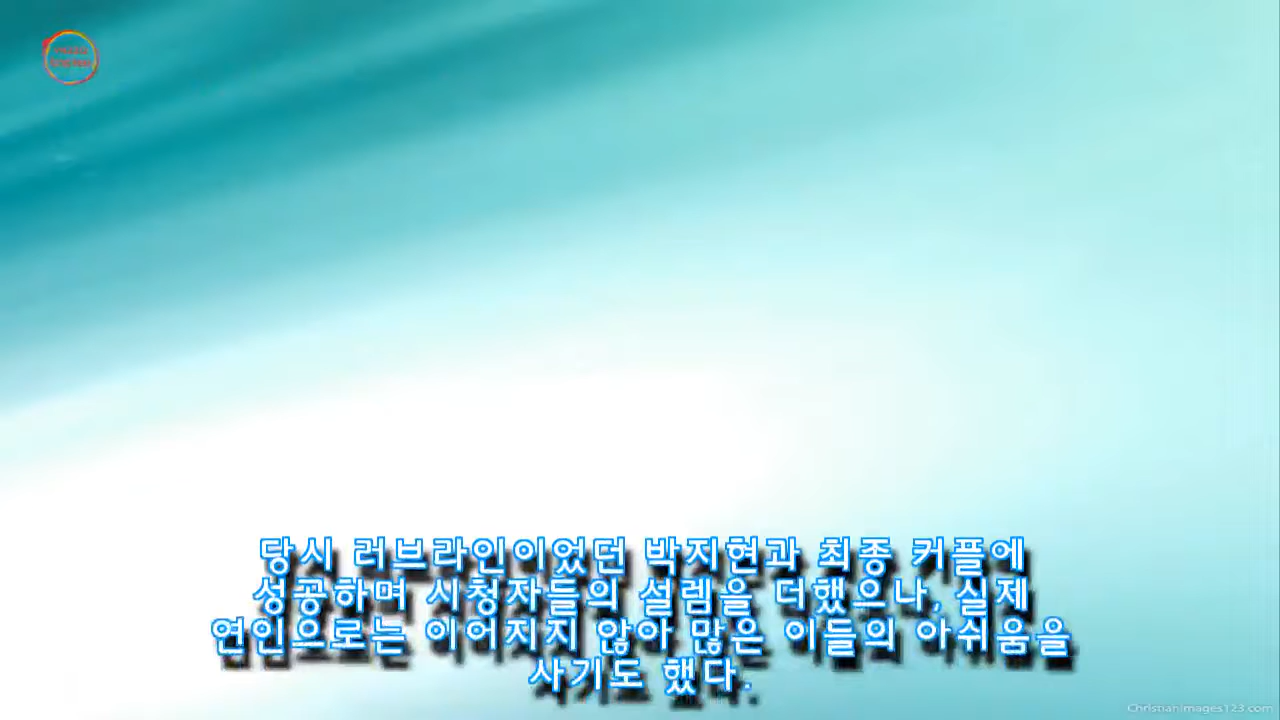 당시 러브라인이었던 박지현과 최종 커플에
성공하며 시청자들의 설렘을 더했으나, 실제
연인으로는 이어지지 않아 많은 이들의 아쉬움을
사기도 했다.
ChristianImages123.com